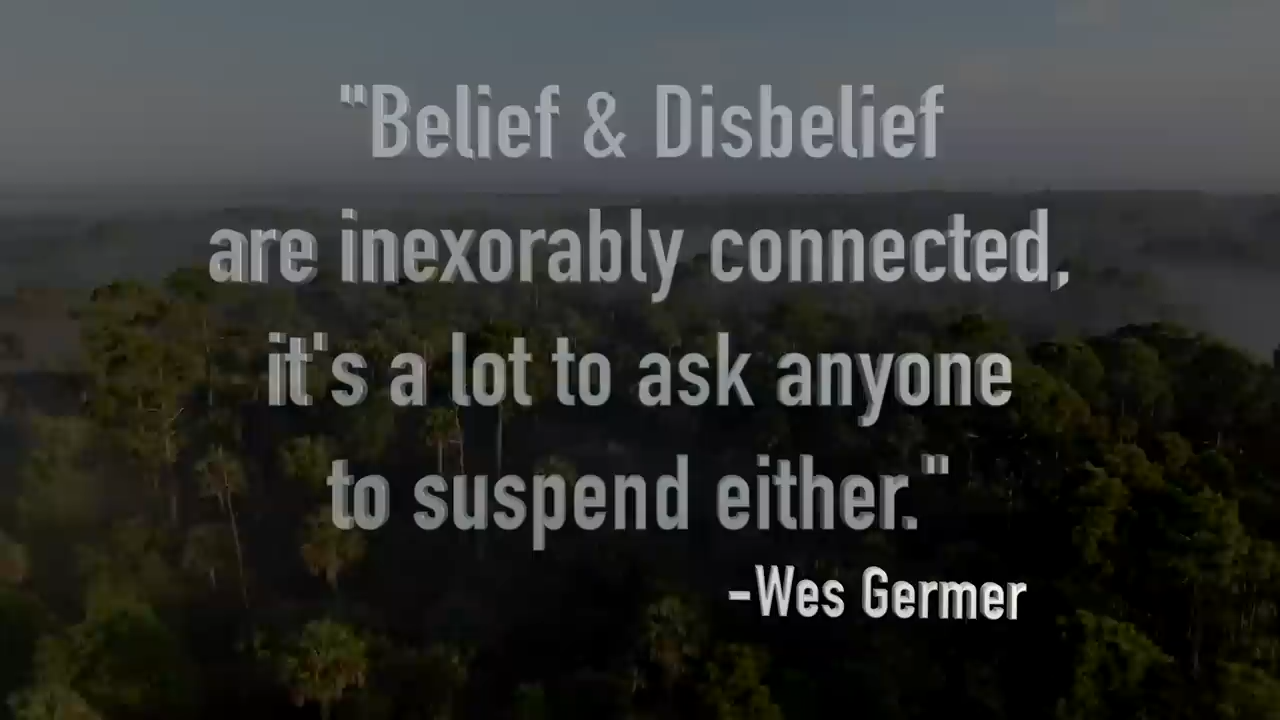 "Belief & Disbelief
are inexorably connected,
it's a lot to ask anyone
to suspend either."
-Wes Germer